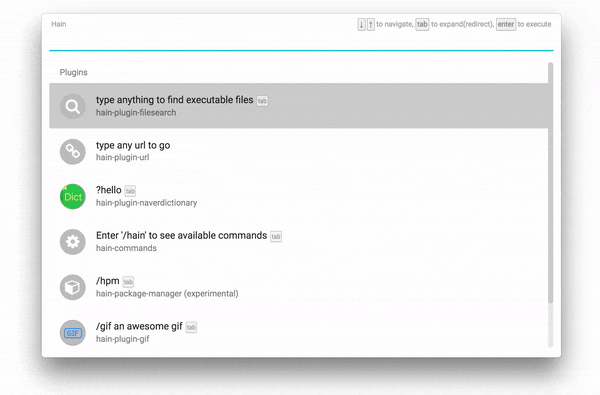 Hain
↓ ↑ to navigate, tab to expand(redirect), enter to execute
Plugins
type anything to find executable files tab
hain-plugin-filesearch
type any url to go
hain-plugin-url
Dict
?hello tab
hain-plugin-naverdictionary
Enter '/hain' to see available commands tab
hain-commands
/hpm tab
hain-package-manager (experimental)
GIF
/gif an awesome gif tab
hain-plugin-gif